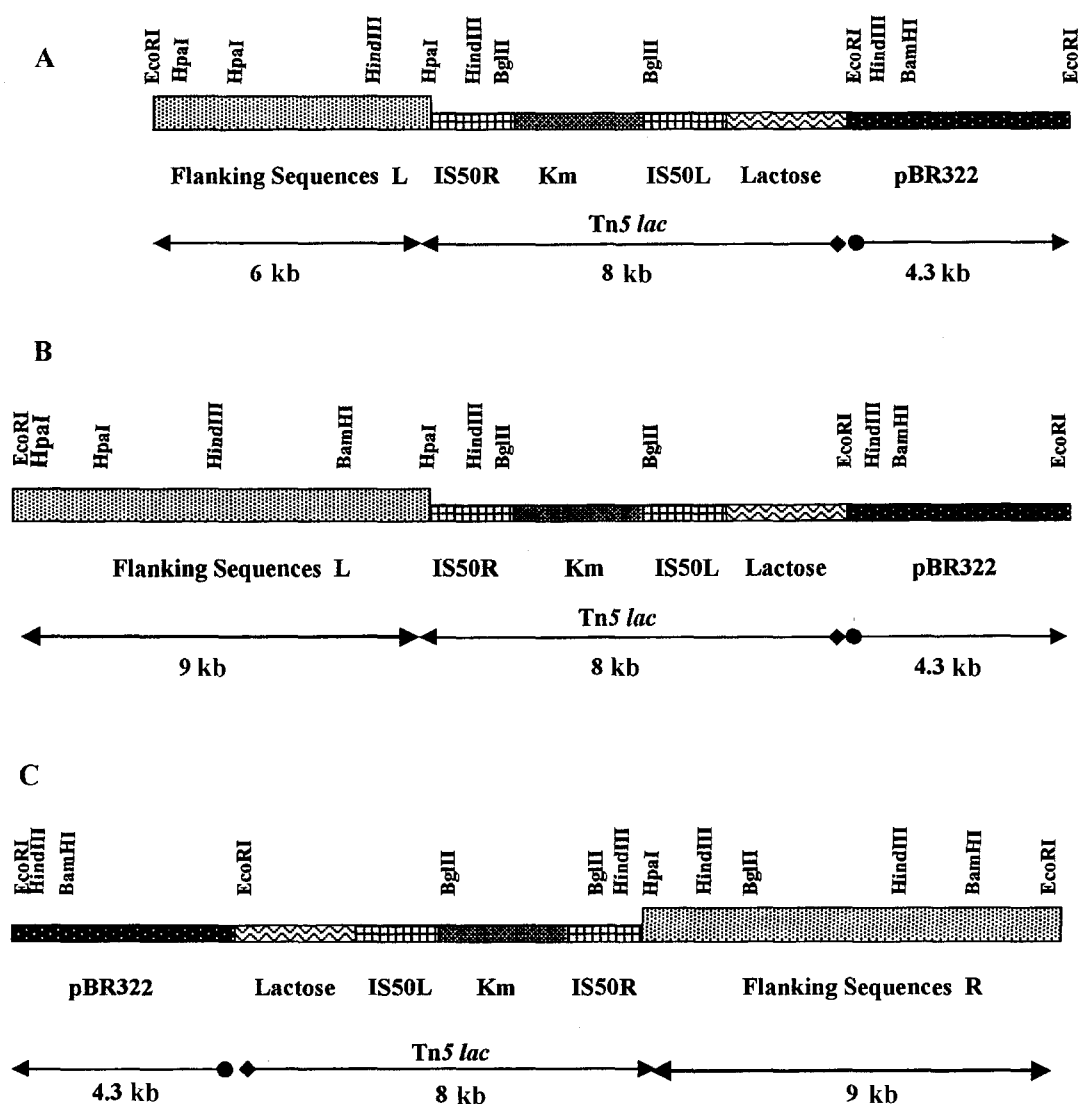 A
EcoRI HpaI HpaI HindIII HpaI HindIII BglII BglII EcoRI HindIII BamHI EcoRI
Flanking Sequences L IS50R Km IS50L Lactose pBR322
Tn5 lac
6 kb 8 kb 4.3 kb
B
EcoRI HpaI HpaI HindIII BamHI HpaI HindIII BglII BglII EcoRI HindIII BamHI EcoRI
Flanking Sequences L IS50R Km IS50L Lactose pBR322
Tn5 lac
9 kb 8 kb 4.3 kb
C
EcoRI HindIII BamHI EcoRI BglII BglII HindIII HpaI HindIII BglII HindIII BamHI EcoRI
pBR322 Lactose IS50L Km IS50R Flanking Sequences R
Tn5 lac
4.3 kb 8 kb 9 kb